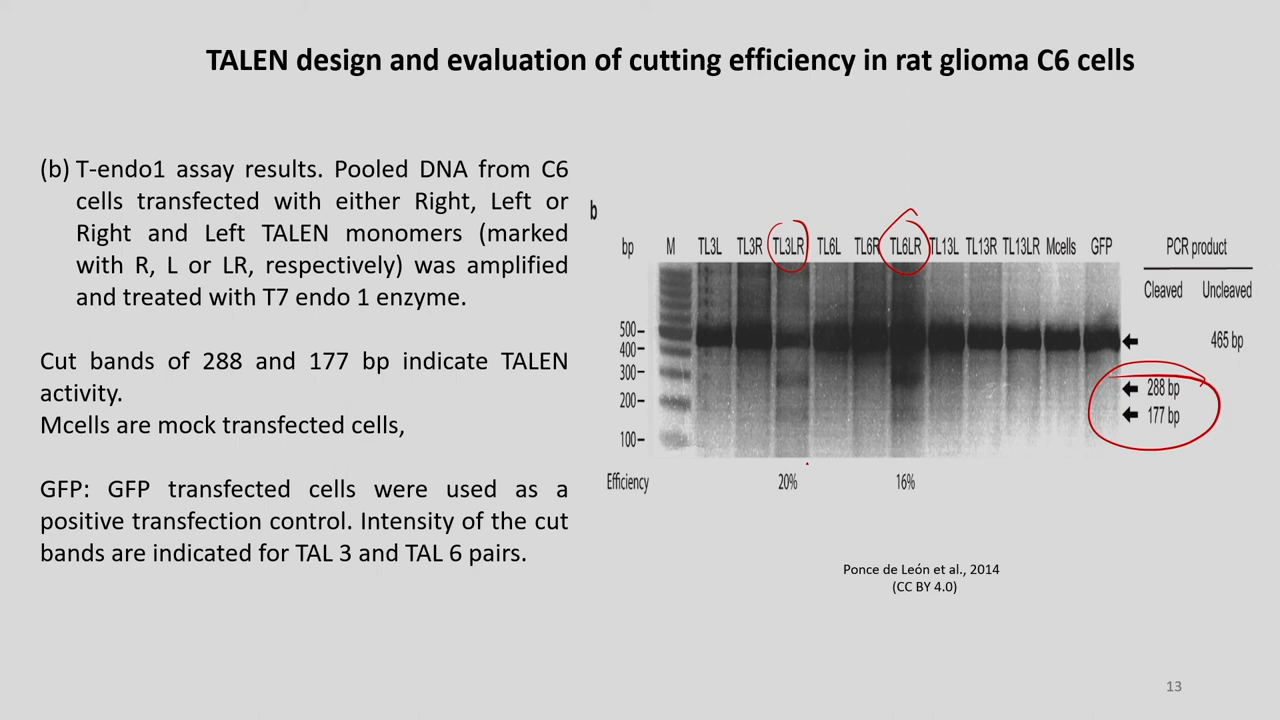 TALEN design and evaluation of cutting efficiency in rat glioma C6 cells
(b) T-endo1 assay results. Pooled DNA from C6
cells transfected with either Right, Left or
Right and Left TALEN monomers (marked
with R, L or LR, respectively) was amplified
and treated with T7 endo 1 enzyme.
Cut bands of 288 and 177 bp indicate TALEN
activity.
Mcells are mock transfected cells,
GFP: GFP transfected cells were used as a
positive transfection control. Intensity of the cut
bands are indicated for TAL 3 and TAL 6 pairs.
b
bp M TL3L TL3R TL3LR TL6L TL6R TL6LR TL13L TL13R TL13LR Mcells GFP PCR product
Cleaved Uncleaved
500
400
300
200
100
465 bp
288 bp
177 bp
Efficiency 20% 16%
Ponce de León et al., 2014
(CC BY 4.0)
13